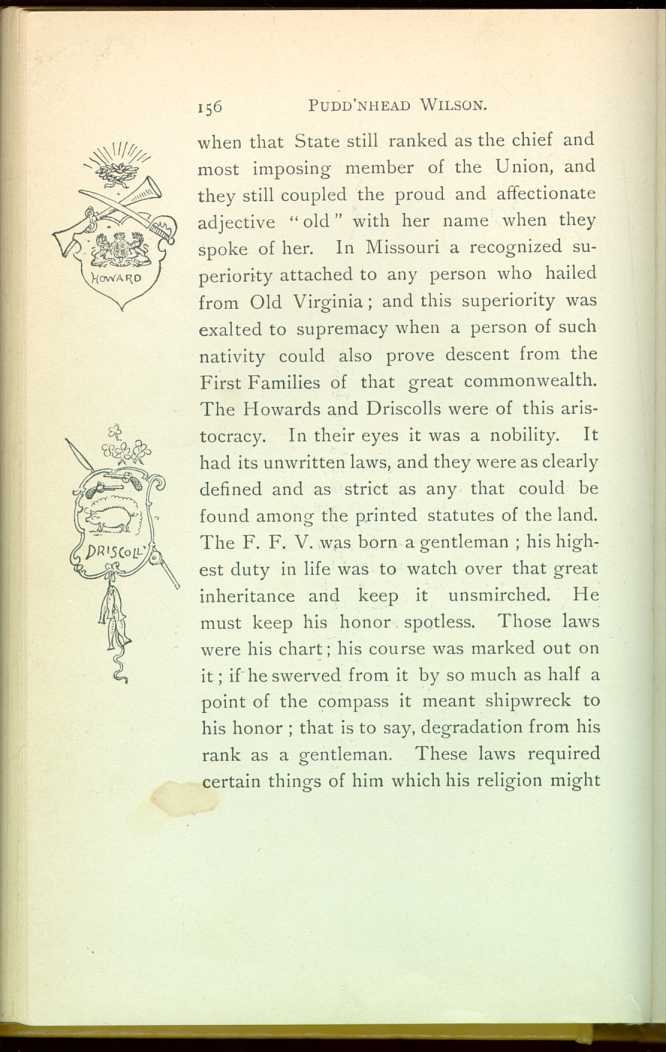 156 PUDD'NHEAD WILSON.
when that State still ranked as the chief and
most imposing member of the Union, and
they still coupled the proud and affectionate
adjective "old" with her name when they
spoke of her. In Missouri a recognized su-
periority attached to any person who hailed
from Old Virginia; and this superiority was
exalted to supremacy when a person of such
nativity could also prove descent from the
First Families of that great commonwealth.
The Howards and Driscolls were of this aris-
tocracy. In their eyes it was a nobility. It
had its unwritten laws, and they were as clearly
defined and as strict as any that could be
found among the printed statutes of the land.
The F. F. V. was born a gentleman; his high-
est duty in life was to watch over that great
inheritance and keep it unsmirched. He
must keep his honor spotless. Those laws
were his chart; his course was marked out on
it; if he swerved from it by so much as half a
point of the compass it meant shipwreck to
his honor; that is to say, degradation from his
rank as a gentleman. These laws required
certain things of him which his religion might
HOWARD
DRISCOLL